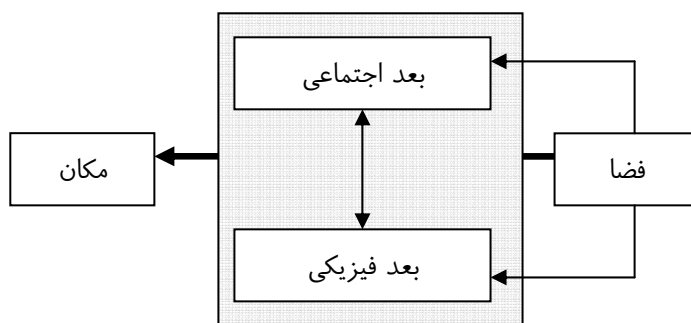 بعد اجتماعی
فضا
مکان
بعد فیزیکی